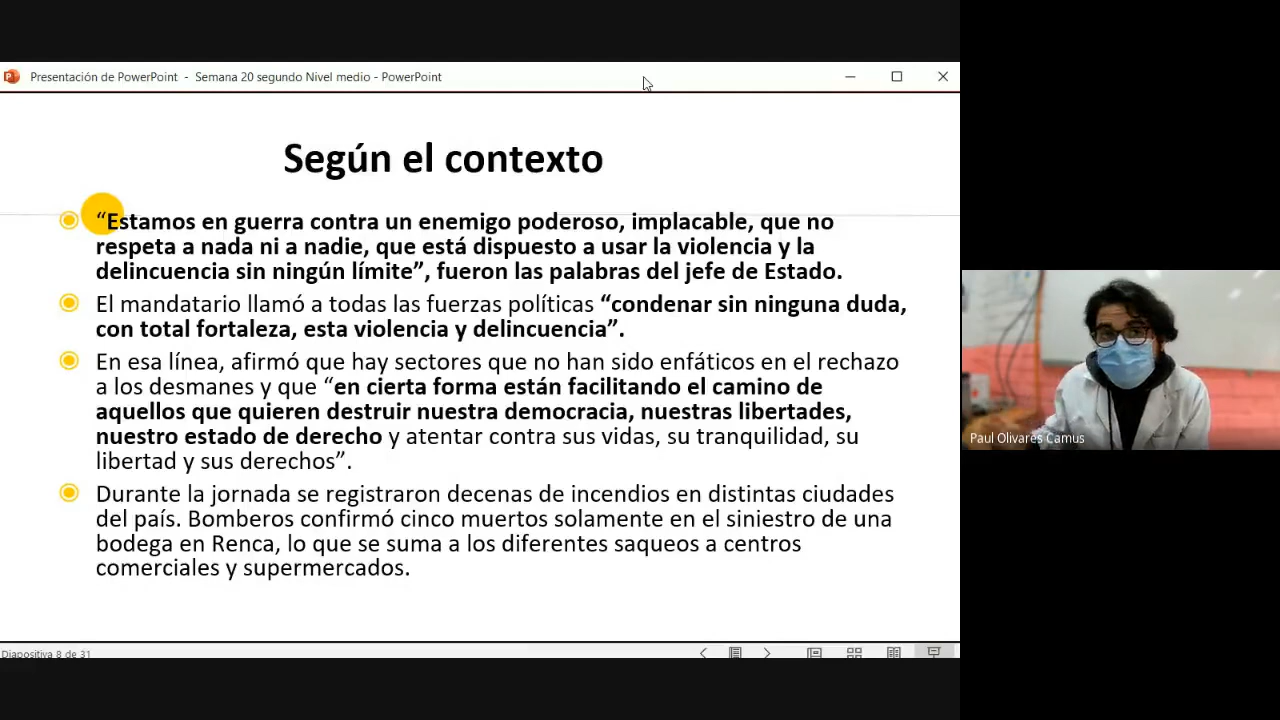 Presentación de PowerPoint - Semana 20 segundo Nivel medio - PowerPoint
Según el contexto
“Estamos en guerra contra un enemigo poderoso, implacable, que no
respeta a nada ni a nadie, que está dispuesto a usar la violencia y la
delincuencia sin ningún límite”, fueron las palabras del jefe de Estado.
El mandatario llamó a todas las fuerzas políticas “condenar sin ninguna duda,
con total fortaleza, esta violencia y delincuencia”.
En esa línea, afirmó que hay sectores que no han sido enfáticos en el rechazo
a los desmanes y que “en cierta forma están facilitando el camino de
aquellos que quieren destruir nuestra democracia, nuestras libertades,
nuestro estado de derecho y atentar contra sus vidas, su tranquilidad, su
libertad y sus derechos”.
Durante la jornada se registraron decenas de incendios en distintas ciudades
del país. Bomberos confirmó cinco muertos solamente en el siniestro de una
bodega en Renca, lo que se suma a los diferentes saqueos a centros
comerciales y supermercados.
Diapositiva 8 de 31
Paul Olivares Camus